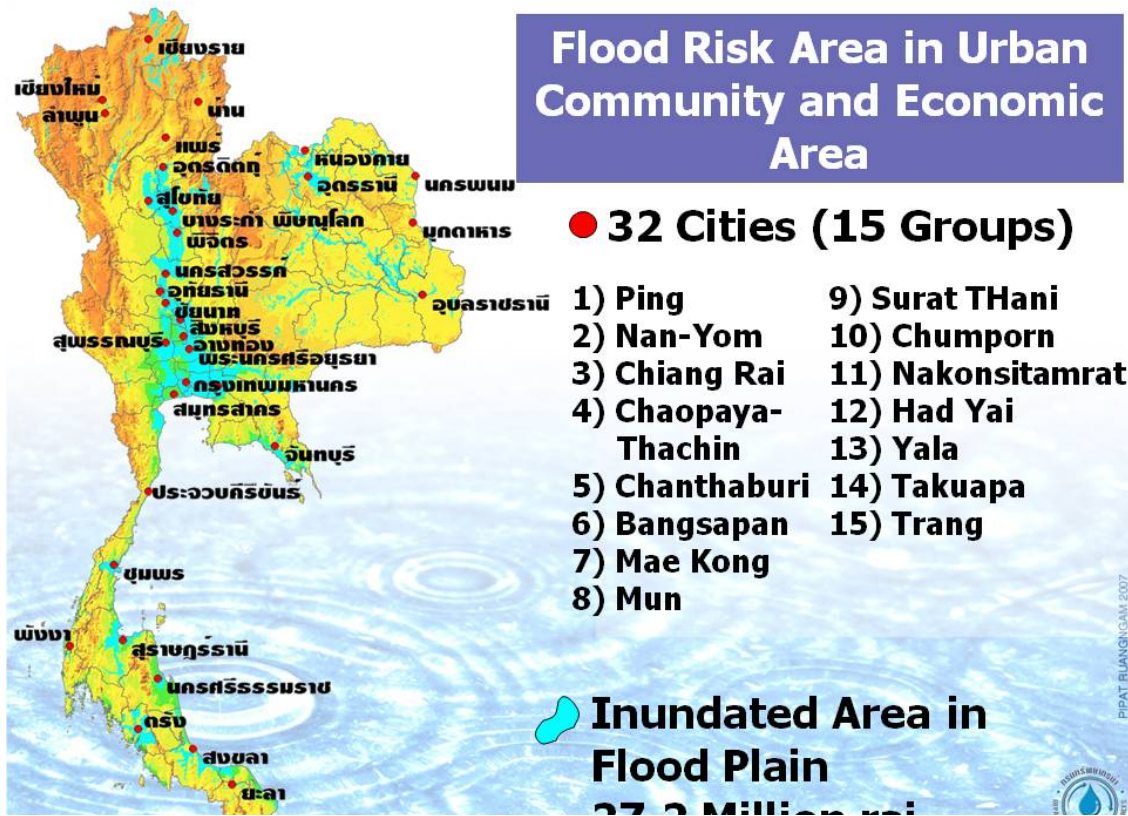 Flood Risk Area in Urban
Community and Economic
Area
32 Cities (15 Groups)
1) Ping
2) Nan-Yom
3) Chiang Rai
4) Chaopaya-
Thachin
5) Chanthaburi
6) Bangsapan
7) Mae Kong
8) Mun
9) Surat THani
10) Chumporn
11) Nakonsitamrat
12) Had Yai
13) Yala
14) Takuapa
15) Trang
Inundated Area in
Flood Plain
27.2 Million rai
เชียงราย
เชียงใหม่
ลำพูน
น่าน
แพร่
อุตรดิตถ์
หนองคาย
อุดรธานี
นครพนม
สุโขทัย
บางระกำ พิษณุโลก
มุกดาหาร
พิจิตร
นครสวรรค์
อุทัยธานี
อุบลราชธานี
ชัยนาท
สิงหบุรี
สุพรรณบุรี
อ่างทอง
พระนครศรีอยุธยา
กรุงเทพมหานคร
สมุทรสาคร
จันทบุรี
ประจวบคีรีขันธ์
ชุมพร
พังงา
สุราษฎร์ธานี
นครศรีธรรมราช
ตรัง
สงขลา
ยะลา
PIPAT RUANGNGAM 2007